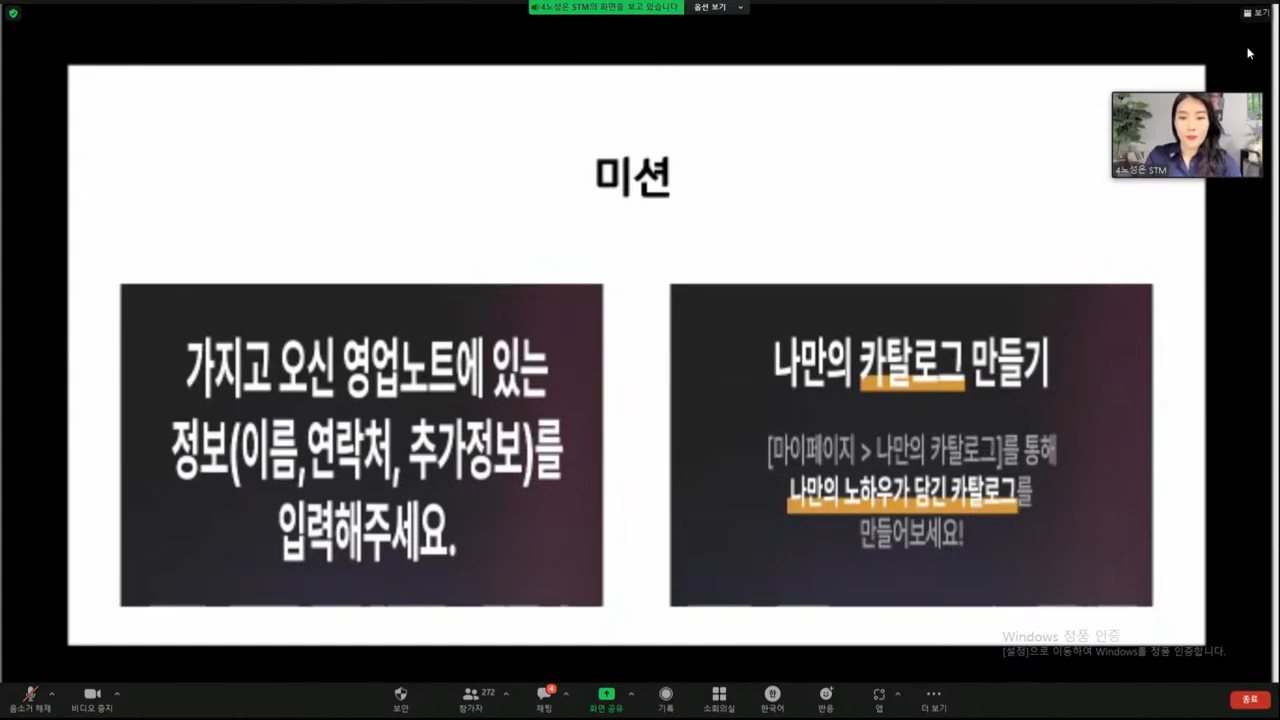 4노성은 STM의 화면을 보고 있습니다
옵션 보기
보기
4노성은 STM
미션
가지고 오신 영업노트에 있는
정보(이름,연락처, 추가정보)를
입력해주세요.
나만의 카탈로그 만들기
[마이페이지 > 나만의 카탈로그]를 통해
나만의 노하우가 담긴 카탈로그를
만들어보세요!
Windows 정품 인증
[설정]으로 이동하여 Windows를 정품 인증합니다.
음소거 해제
비디오 중지
보안
272
참가자
4
채팅
화면 공유
기록
소회의실
한
한국어
반응
앱
더 보기
종료